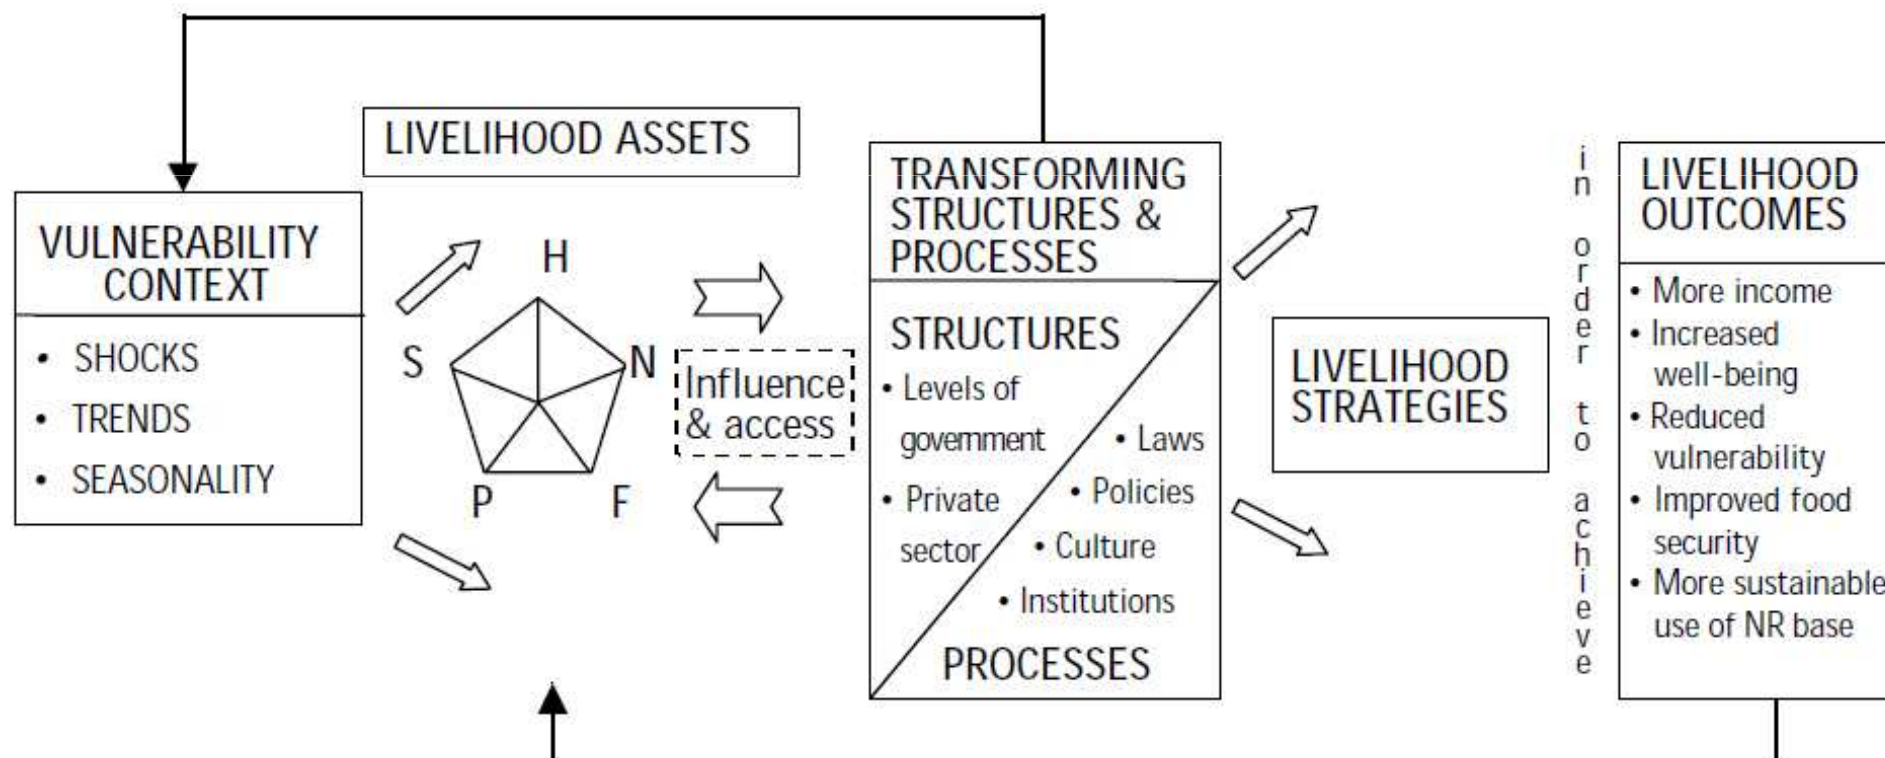 LIVELIHOOD ASSETS
VULNERABILITY
CONTEXT
• SHOCKS
• TRENDS
• SEASONALITY
H
S
N
P
F
Influence
& access
TRANSFORMING
STRUCTURES &
PROCESSES
STRUCTURES
• Levels of
government
• Private
sector
• Laws
• Policies
• Culture
• Institutions
PROCESSES
LIVELIHOOD
STRATEGIES
in order to achieve
LIVELIHOOD
OUTCOMES
• More income
• Increased
well-being
• Reduced
vulnerability
• Improved food
security
• More sustainable
use of NR base